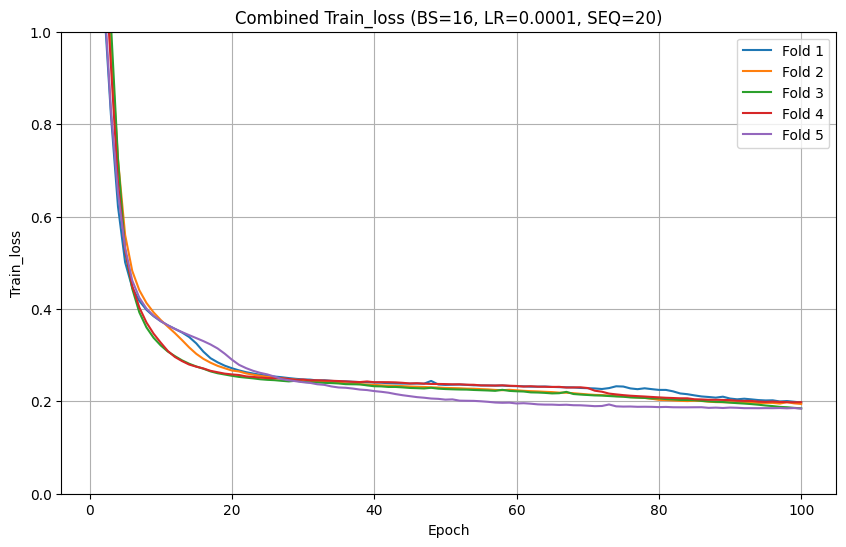 Combined Train_loss (BS=16, LR=0.0001, SEQ=20)
Fold 1
Fold 2
Fold 3
Fold 4
Fold 5
Train_loss
1.0
0.8
0.6
0.4
0.2
0.0
0
20
40
60
80
100
Epoch